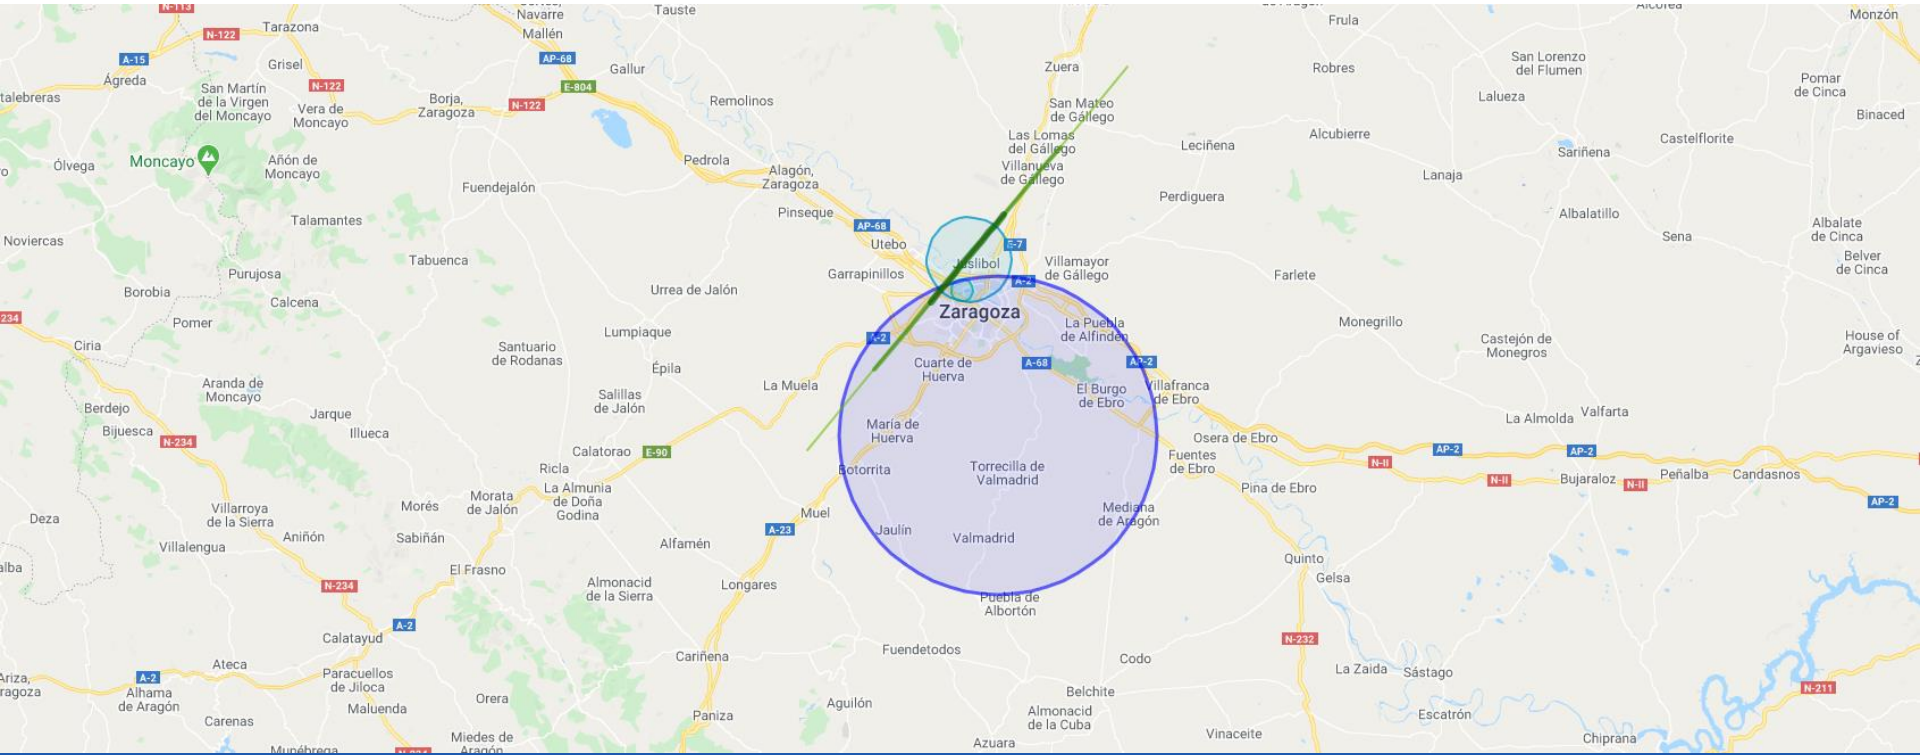 N-113
Navarre
Tauste
Frula
Monzón
Tarazona
N-122
Mallén
A-15
Grisel
AP-68
Gallur
Zuera
Robres
San Lorenzo
del Flumen
Ágreda
San Martín
de la Virgen
del Moncayo
N-122
E-804
Pomar
de Cinca
talebreras
Vera de
Moncayo
Borja,
Zaragoza
N-122
Remolinos
San Mateo
de Gállego
Lalueza
Binaced
Las Lomas
del Gállego
Alcubierre
Castelflorite
Leciñena
Sariñena
Ólvega
Moncayo
Añón de
Moncayo
Pedrola
Alagón,
Zaragoza
Villanueva
de Gállego
Lanaja
Fuendejalón
Perdiguera
Pinseque
Albalatillo
Talamantes
AP-68
Albalate
de Cinca
Noviercas
Utebo
E-7
Sena
Tabuenca
Juslibol
Villamayor
de Gállego
Belver
de Cinca
Purujosa
Garrapinillos
A-2
Farlete
Borobia
Urrea de Jalón
Calcena
Zaragoza
234
Pomer
Lumpiaque
La Puebla
de Alfindén
Monegrillo
House of
Argavieso
Ciria
Santuario
de Rodanas
A-2
Castejón de
Monegros
Épila
Cuarte de
Huerva
A-68
AP-2
Aranda de
Moncayo
La Muela
El Burgo
de Ebro
Villafranca
de Ebro
Berdejo
Salillas
de Jalón
Jarque
La Almolda
Valfarta
Bijuesca
Illueca
María de
Huerva
N-234
Calatorao
E-90
Osera de Ebro
AP-2
AP-2
Botorrita
Torrecilla de
Valmadrid
Fuentes
de Ebro
N-II
Ricla
Bujaraloz
Peñalba
Candasnos
N-II
N-II
La Almunia
de Doña
Godina
Pina de Ebro
Morata
de Jalón
Morés
AP-2
Villarroya
de la Sierra
Deza
Muel
Mediana
de Aragón
A-23
Jaulín
Valmadrid
Aniñón
Sabiñán
Villalengua
Alfamén
Quinto
alba
El Frasno
Gelsa
N-234
Almonacid
de la Sierra
Longares
Puebla de
Albortón
A-2
Calatayud
N-232
Cariñena
Fuendetodos
Codo
Ateca
La Zaida
Sástago
Ariza,
ragoza
A-2
Paracuellos
de Jiloca
Alhama
de Aragón
Orera
Belchite
N-211
Maluenda
Aguilón
Almonacid
de la Cuba
Escatrón
Carenas
Paniza
Vinaceite
Miedes de
Aragón
Azuara
Chiprana
Munébrega